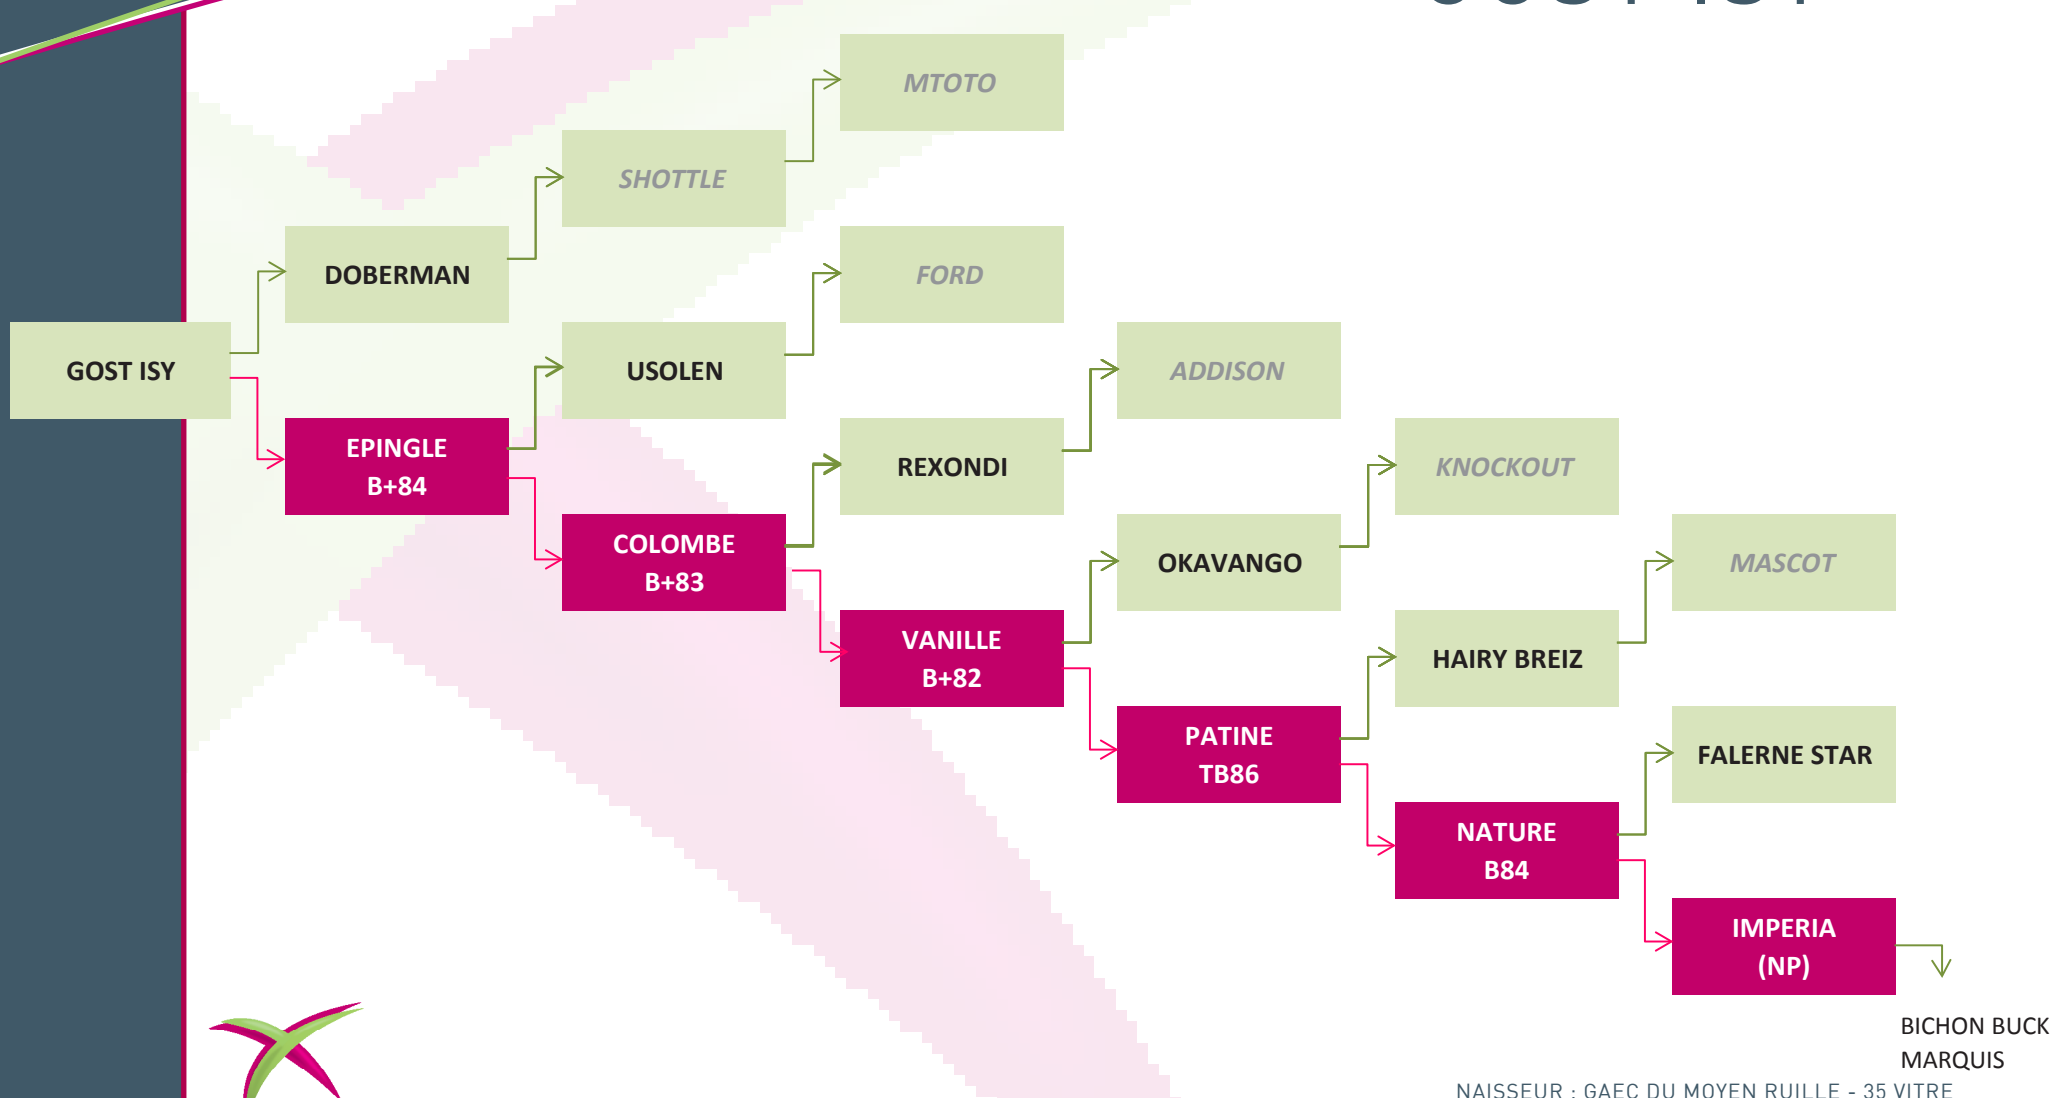 MTOTO
SHOTTLE
DOBERMAN
FORD
GOST ISY
USOLEN
ADDISON
EPINGLE
B+84
REXONDI
KNOCKOUT
COLOMBE
B+83
OKAVANGO
MASCOT
VANILLE
B+82
HAIRY BREIZ
PATINE
TB86
FALERNE STAR
NATURE
B84
IMPERIA
(NP)
BICHON BUCK
MARQUIS
NAISSEUR : GAEC DU MOYEN RUILLE - 35 VITRE